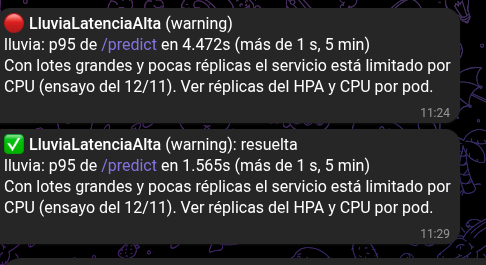 🔴 LluviaLatenciaAlta (warning)
lluvia: p95 de /predict en 4.472s (más de 1 s, 5 min)
Con lotes grandes y pocas réplicas el servicio está limitado por
CPU (ensayo del 12/11). Ver réplicas del HPA y CPU por pod.
11:24
✅ LluviaLatenciaAlta (warning): resuelta
lluvia: p95 de /predict en 1.565s (más de 1 s, 5 min)
Con lotes grandes y pocas réplicas el servicio está limitado por
CPU (ensayo del 12/11). Ver réplicas del HPA y CPU por pod.
11:29